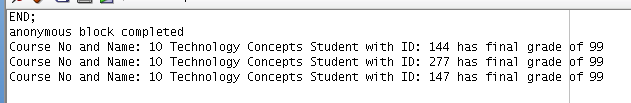 END;
anonymous block completed
Course No and Name: 10 Technology Concepts Student with ID: 144 has final grade of 99
Course No and Name: 10 Technology Concepts Student with ID: 277 has final grade of 99
Course No and Name: 10 Technology Concepts Student with ID: 147 has final grade of 99